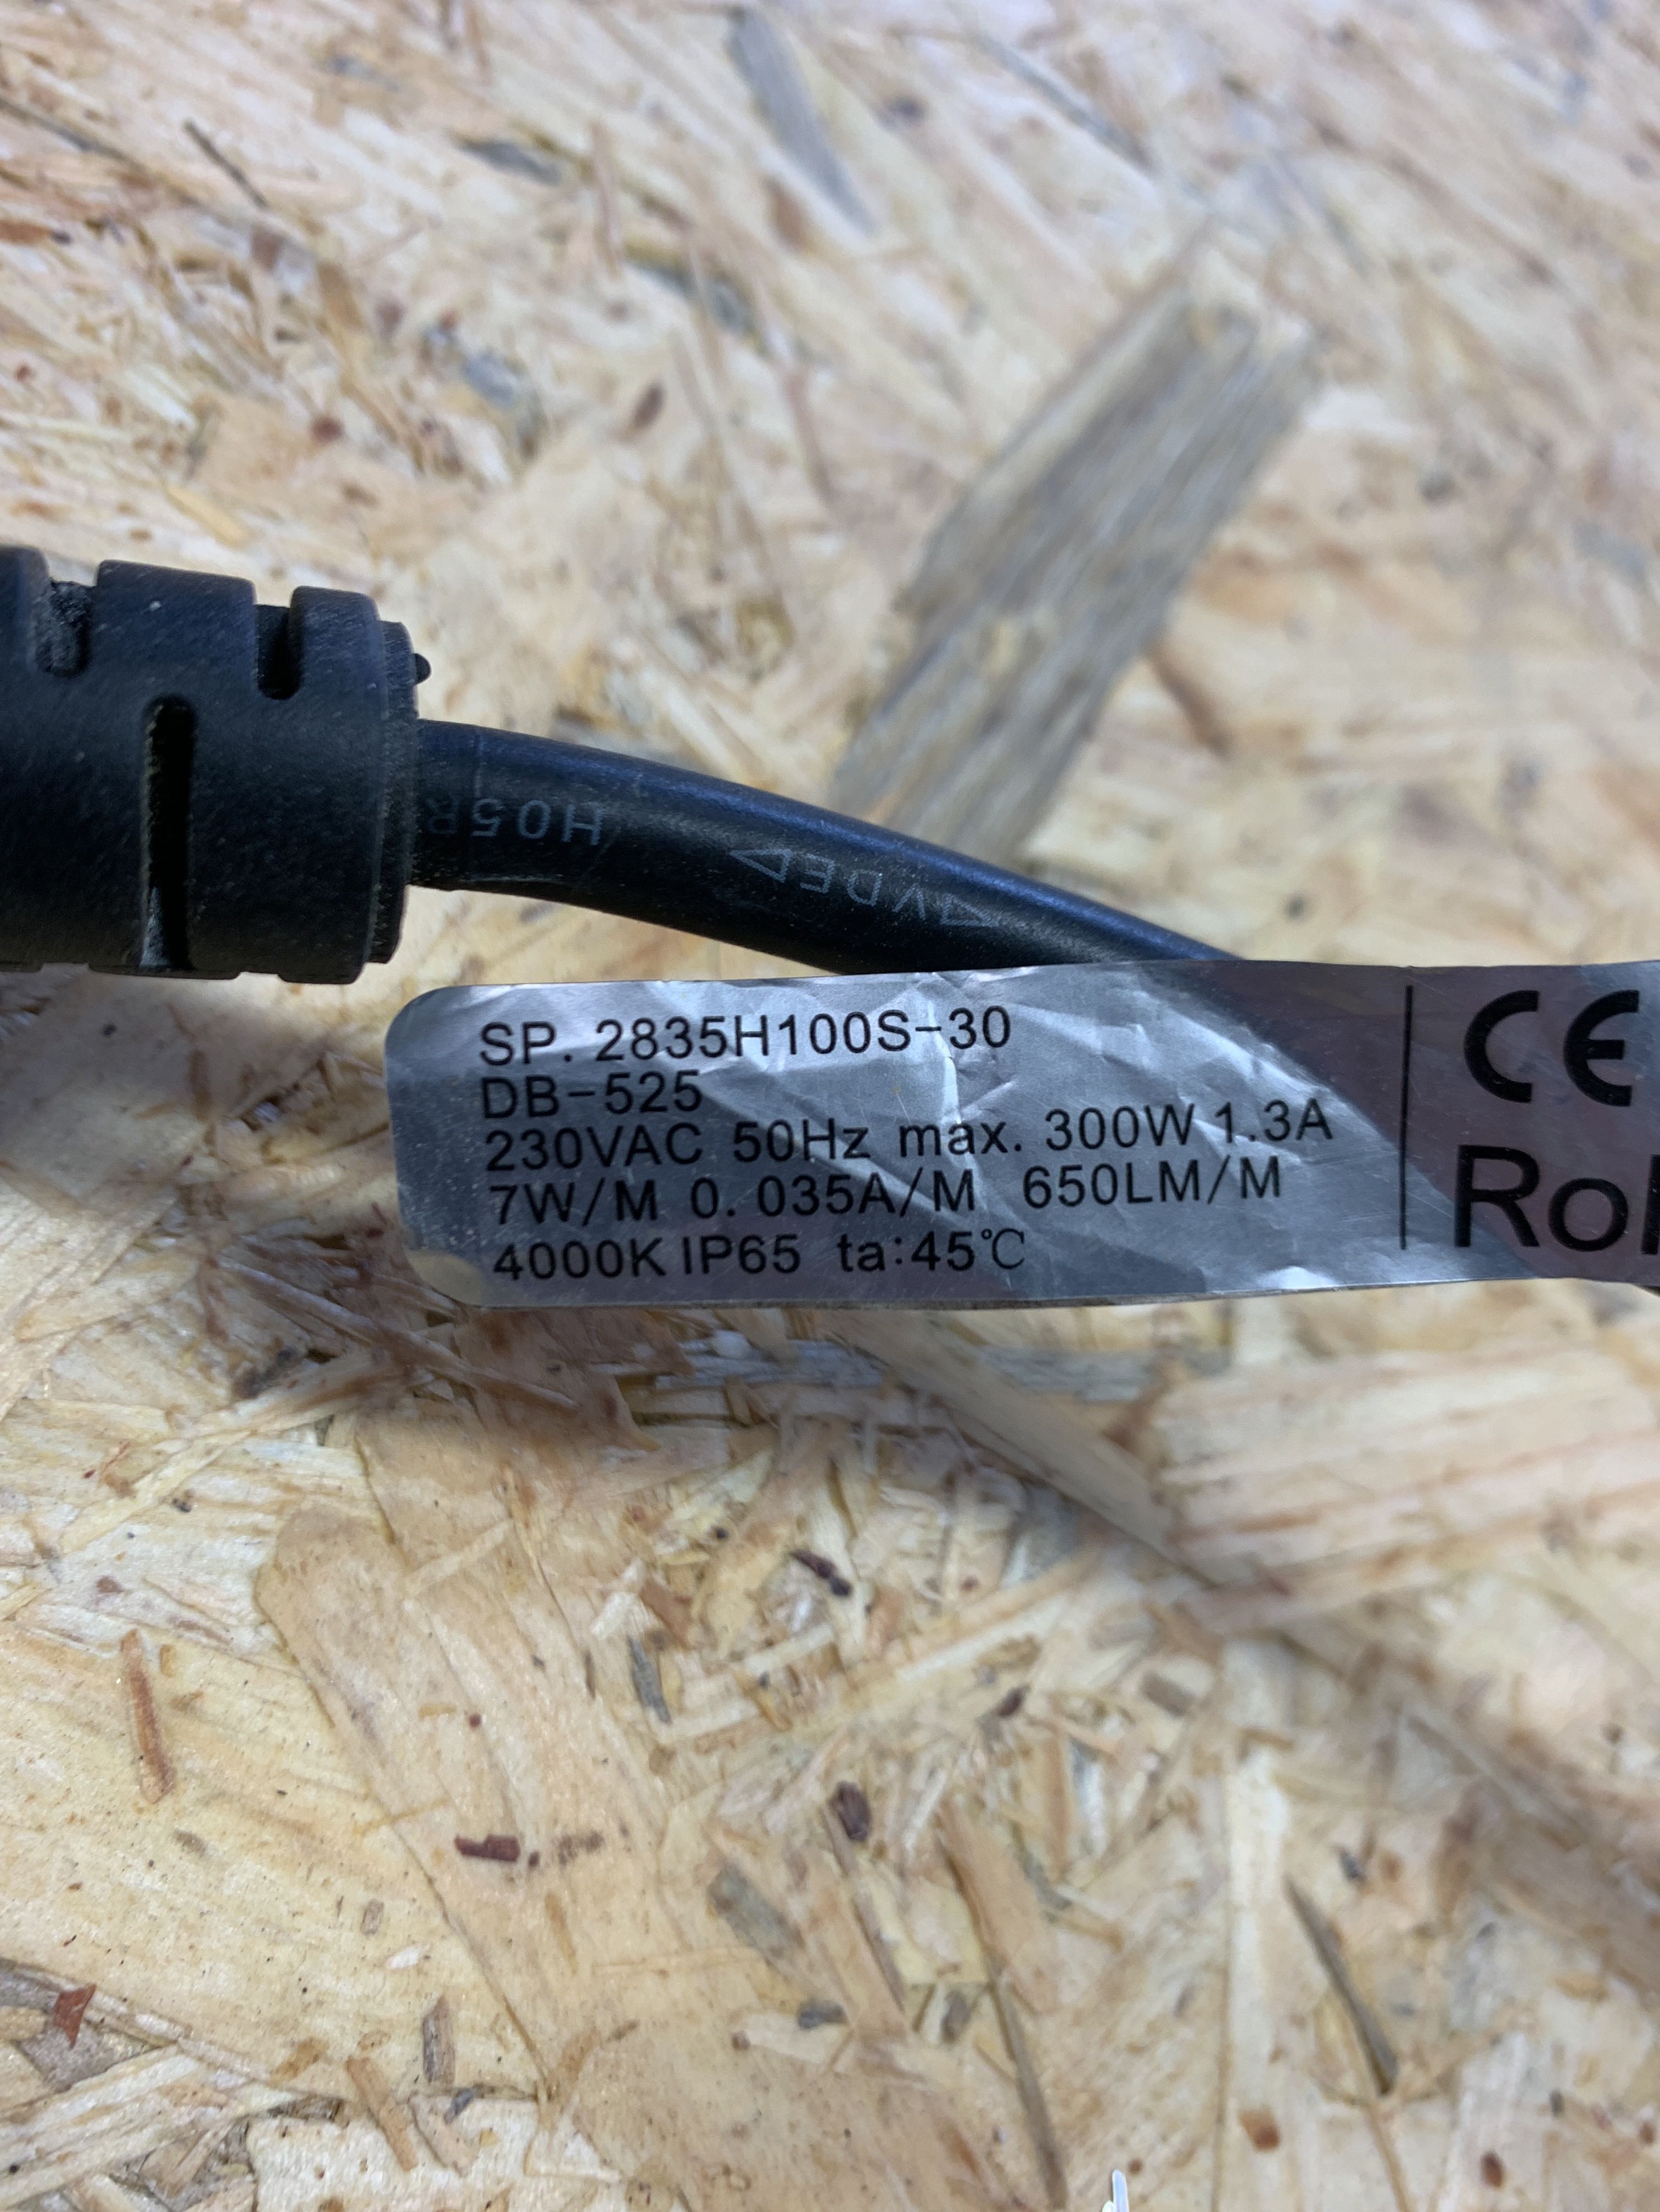 H05R
◁VDE▷
SP. 2835H100S-30
DB-525
230VAC 50Hz max. 300W 1.3A
7W/M 0.035A/M 650LM/M
4000K IP65 ta:45℃
CE